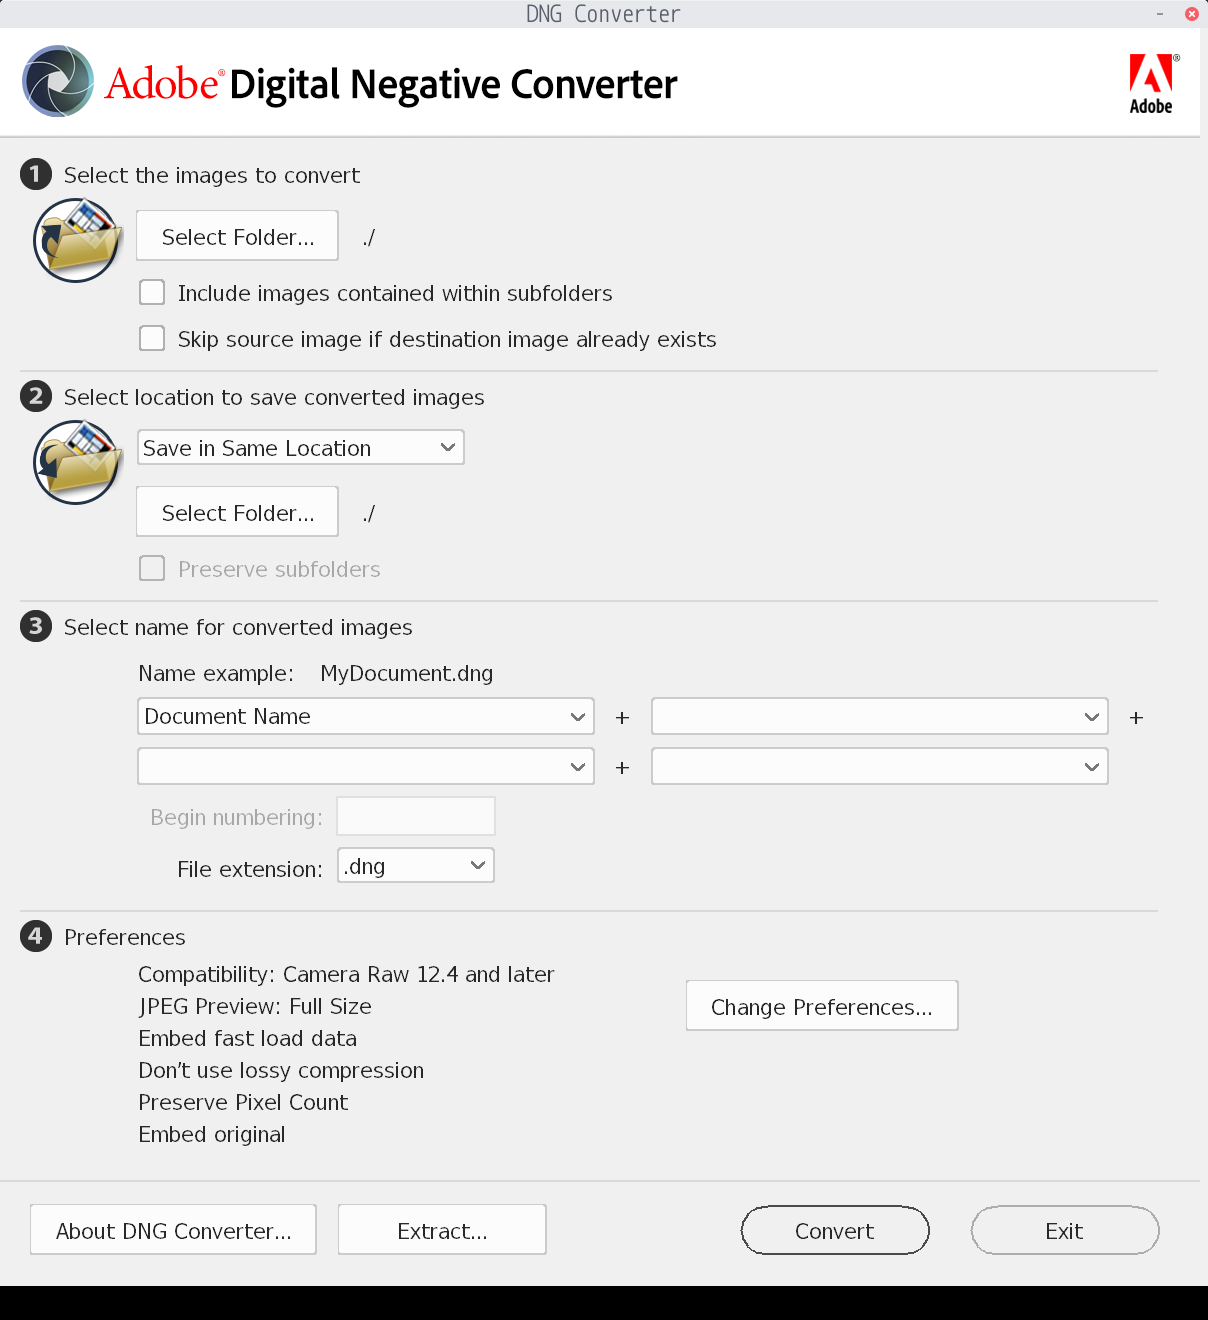 DNG Converter
Adobe® Digital Negative Converter
Adobe®
1 Select the images to convert
Select Folder... ./
Include images contained within subfolders
Skip source image if destination image already exists
2 Select location to save converted images
Save in Same Location
Select Folder... ./
Preserve subfolders
3 Select name for converted images
Name example: MyDocument.dng
Document Name + +
+
Begin numbering:
File extension: .dng
4 Preferences
Compatibility: Camera Raw 12.4 and later
JPEG Preview: Full Size
Change Preferences...
Embed fast load data
Don't use lossy compression
Preserve Pixel Count
Embed original
About DNG Converter... Extract... Convert Exit